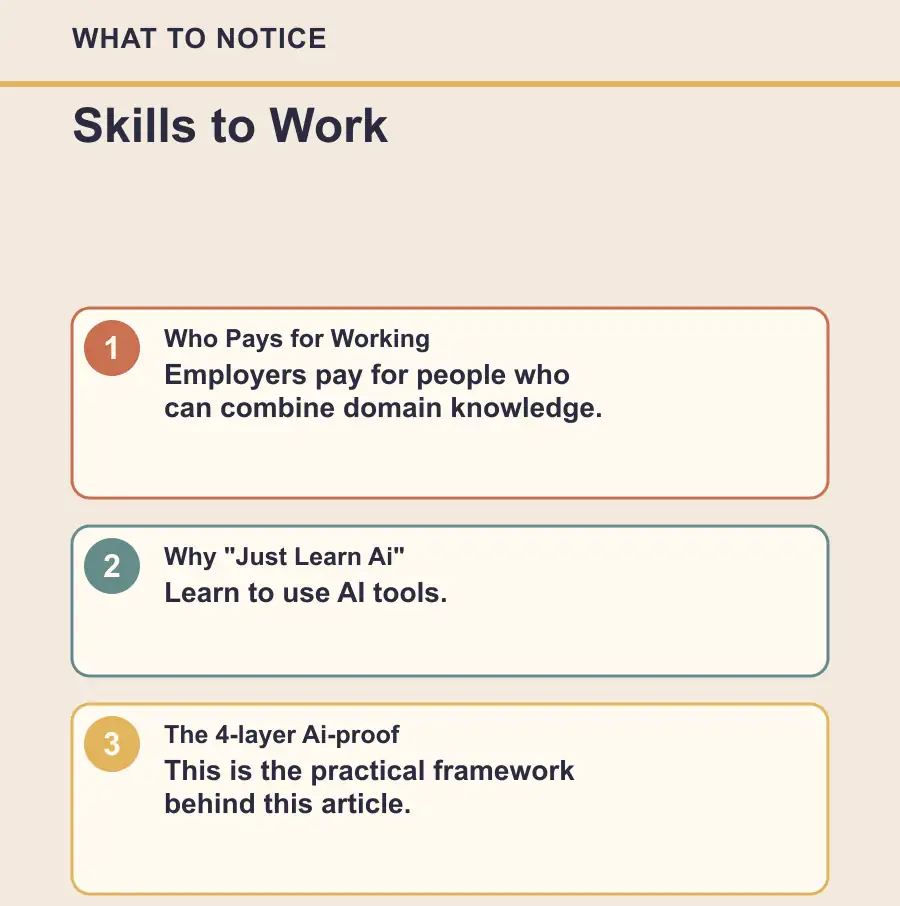 WHAT TO NOTICE
Skills to Work
1
Who Pays for Working
Employers pay for people who
can combine domain knowledge.
2
Why "Just Learn Ai"
Learn to use AI tools.
3
The 4-layer Ai-proof
This is the practical framework
behind this article.